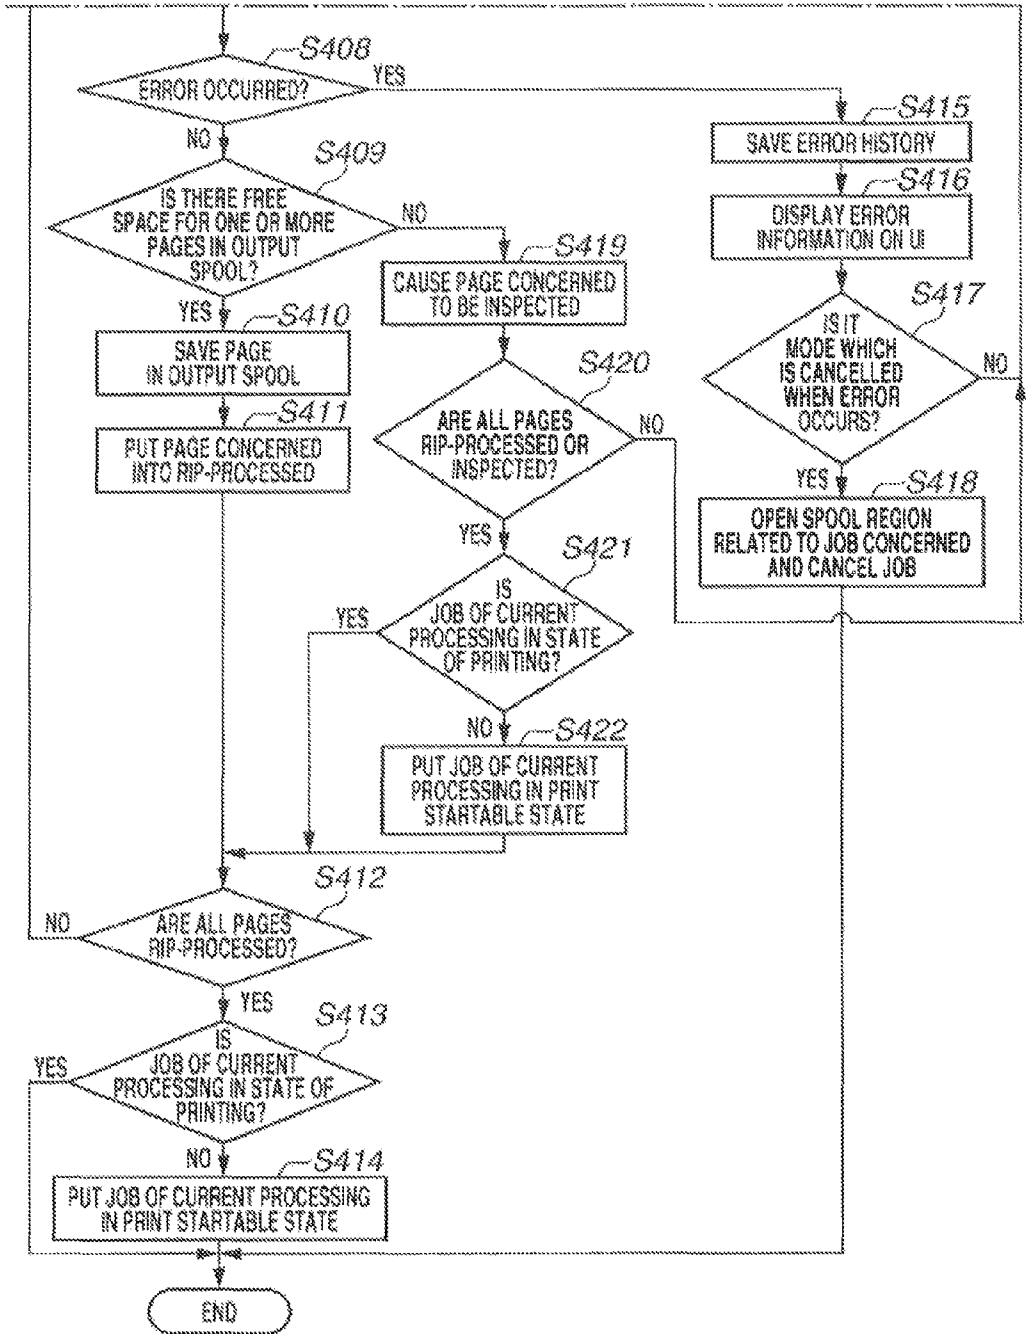 S408
ERROR OCCURRED?
YES
NO
S415
SAVE ERROR HISTORY
S409
IS THERE FREE
SPACE FOR ONE OR MORE
PAGES IN OUTPUT
SPOOL?
NO
YES
S416
DISPLAY ERROR
INFORMATION ON UI
S419
CAUSE PAGE CONCERNED
TO BE INSPECTED
S417
IS IT
MODE WHICH
IS CANCELLED
WHEN ERROR
OCCURS?
NO
YES
S410
SAVE PAGE
IN OUTPUT SPOOL
S411
PUT PAGE CONCERNED
INTO RIP-PROCESSED
S420
ARE ALL PAGES
RIP-PROCESSED OR
INSPECTED?
NO
YES
S418
OPEN SPOOL REGION
RELATED TO JOB CONCERNED
AND CANCEL JOB
S421
IS
JOB OF CURRENT
PROCESSING IN STATE
OF PRINTING?
YES
NO
S422
PUT JOB OF CURRENT
PROCESSING IN PRINT
STARTABLE STATE
S412
ARE ALL PAGES
RIP-PROCESSED?
NO
YES
S413
IS
JOB OF CURRENT
PROCESSING IN STATE OF
PRINTING?
YES
NO
S414
PUT JOB OF CURRENT PROCESSING
IN PRINT STARTABLE STATE
END